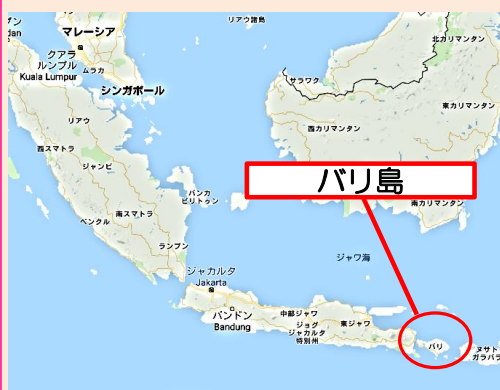 リアウ諸島
マレーシア
dan
クアラ
ルンプル
Kuala Lumpur
ムラカ
シンガポール
北カリマンタン
サラワク
東カリマンタン
リアウ
西カリマンタン
西スマトラ
ジャンビ
バリ島
バンカ
ビリトゥン
南カリマンタン
南スマトラ
ベンクル
ランプン
ジャワ海
ジャカルタ
Jakarta
バンドン
Bandung
中部ジャワ
ジョグ
ジャカルタ
特別州
東ジャワ
バリ
ヌサト
ガラバラ